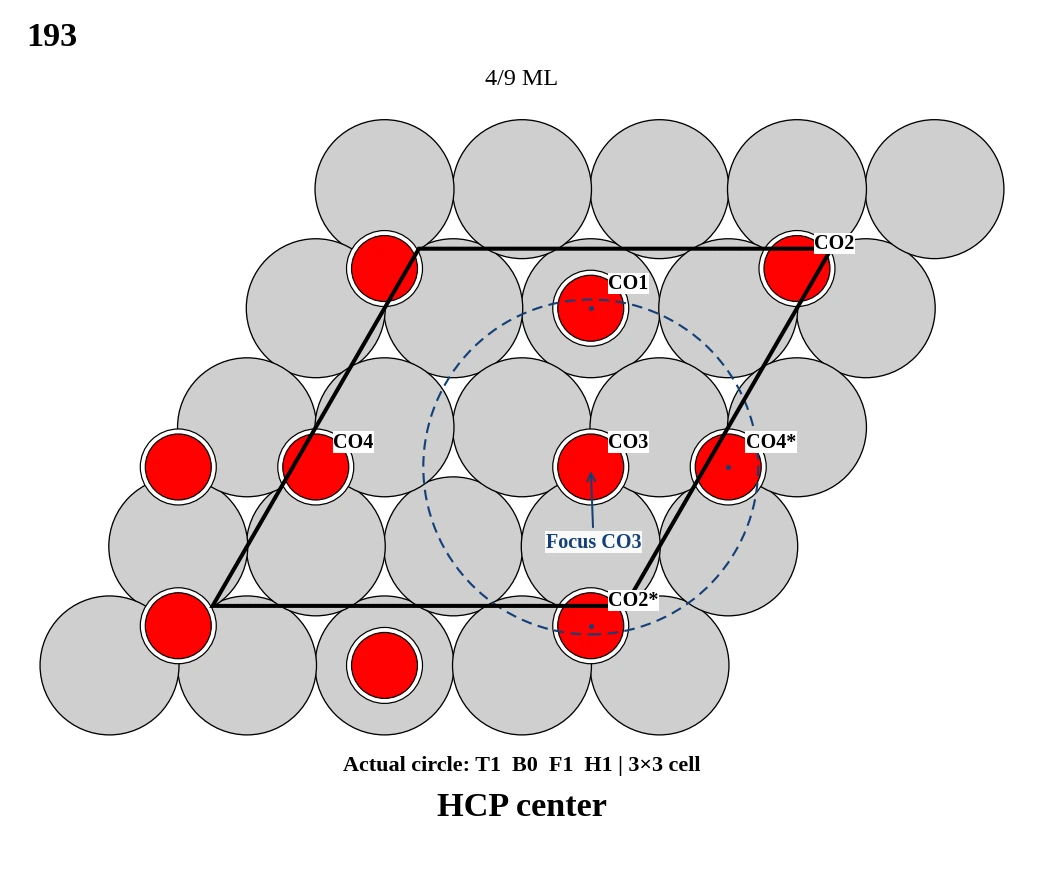 193
4/9 ML
CO2
CO1
CO4
CO3
CO4*
Focus CO3
CO2*
Actual circle: T1 B0 F1 H1 | 3×3 cell
HCP center